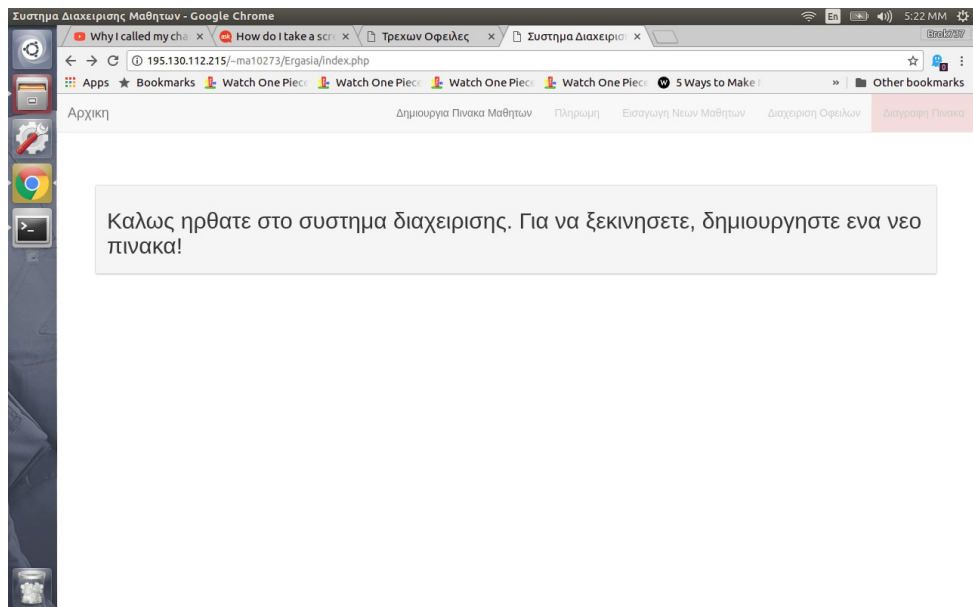 Συστημα Διαχειρισης Μαθητων - Google Chrome
En
5:22 ΜΜ
Why I called my cha
How do I take a scre
Τρεχων Οφειλες
Συστημα Διαχειρισ
Brek737
195.130.112.215/~ma10273/Ergasia/index.php
Apps
Bookmarks
Watch One Piece
Watch One Piece
Watch One Piece
Watch One Piece
5 Ways to Make
»
Other bookmarks
Αρχικη
Δημιουργια Πινακα Μαθητων
Πληρωμη
Εισαγωγη Νεων Μαθητων
Διαχειριση Οφειλων
Διαγραφη Πινακα
Καλως ηρθατε στο συστημα διαχειρισης. Για να ξεκινησετε, δημιουργηστε ενα νεο
πινακα!